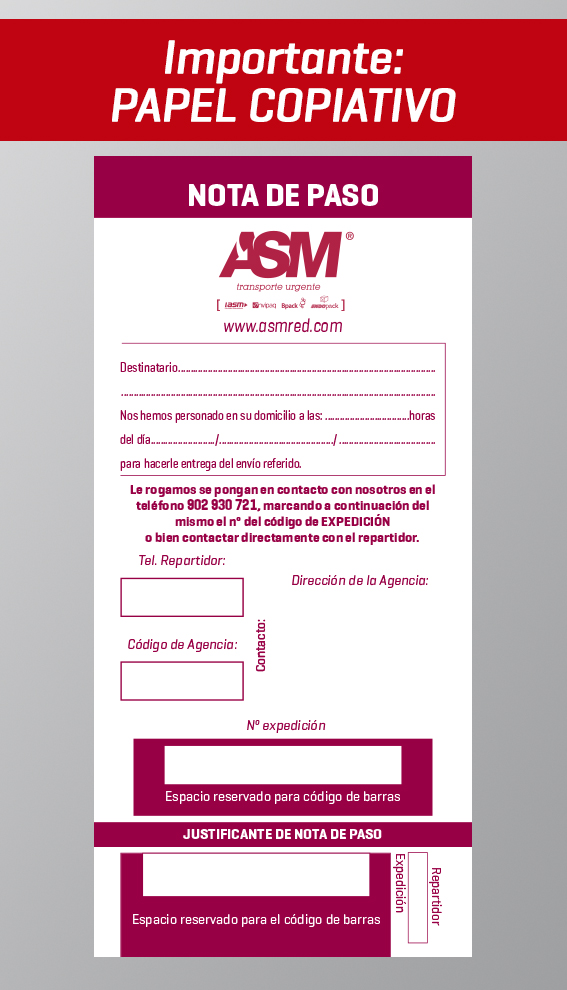 Importante:
PAPEL COPIATIVO
NOTA DE PASO
ASM®
transporte urgente
[ iasm nvipaq Bpack europack ]
www.asmred.com
Destinatario..........................................................................................
..............................................................................................................
Nos hemos personado en su domicilio a las: ..............................horas
del día......................./........................................./ ..................................
para hacerle entrega del envío referido.
Le rogamos se pongan en contacto con nosotros en el
teléfono 902 930 721, marcando a continuación del
mismo el nº del código de EXPEDICIÓN
o bien contactar directamente con el repartidor.
Tel. Repartidor:
Dirección de la Agencia:
Código de Agencia:
Contacto:
Nº expedición
Espacio reservado para código de barras
JUSTIFICANTE DE NOTA DE PASO
Espacio reservado para el código de barras
Expedición
Repartidor